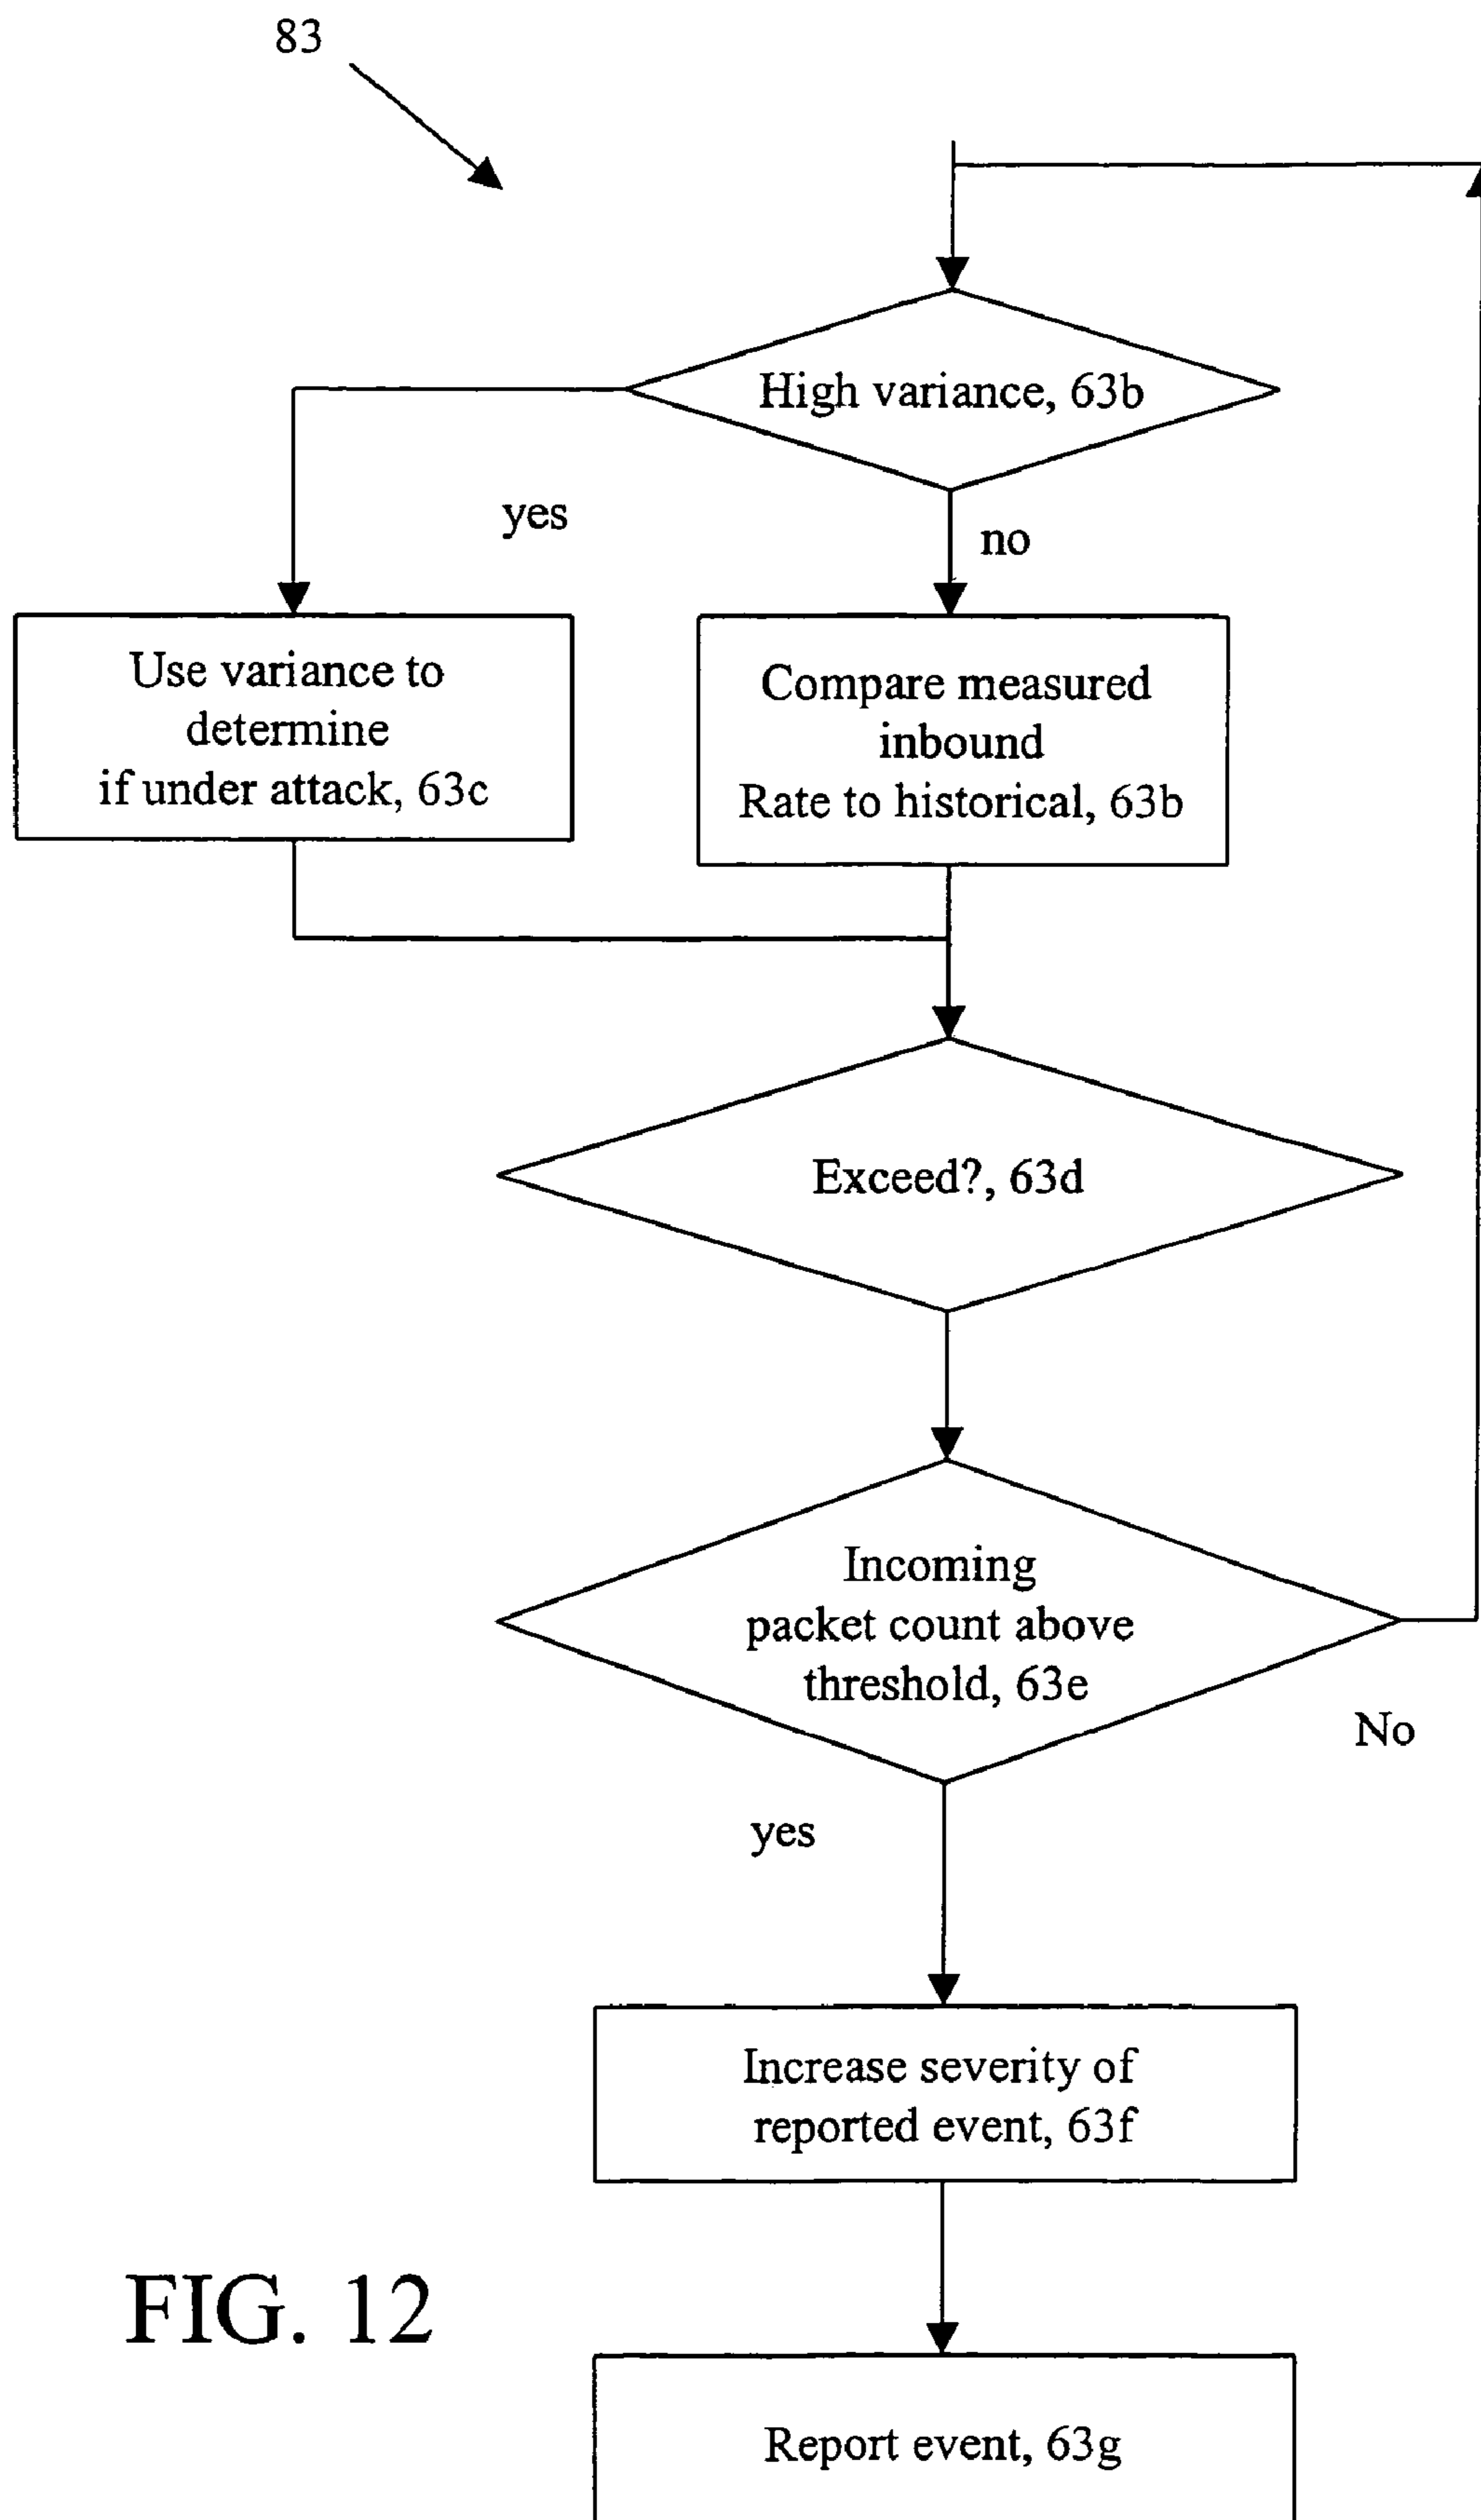 83
High variance, 63b
yes
no
Use variance to
determine
if under attack, 63c
Compare measured
inbound
Rate to historical, 63b
Exceed?, 63d
Incoming
packet count above
threshold, 63e
No
yes
Increase severity of
reported event, 63f
FIG. 12
Report event, 63g